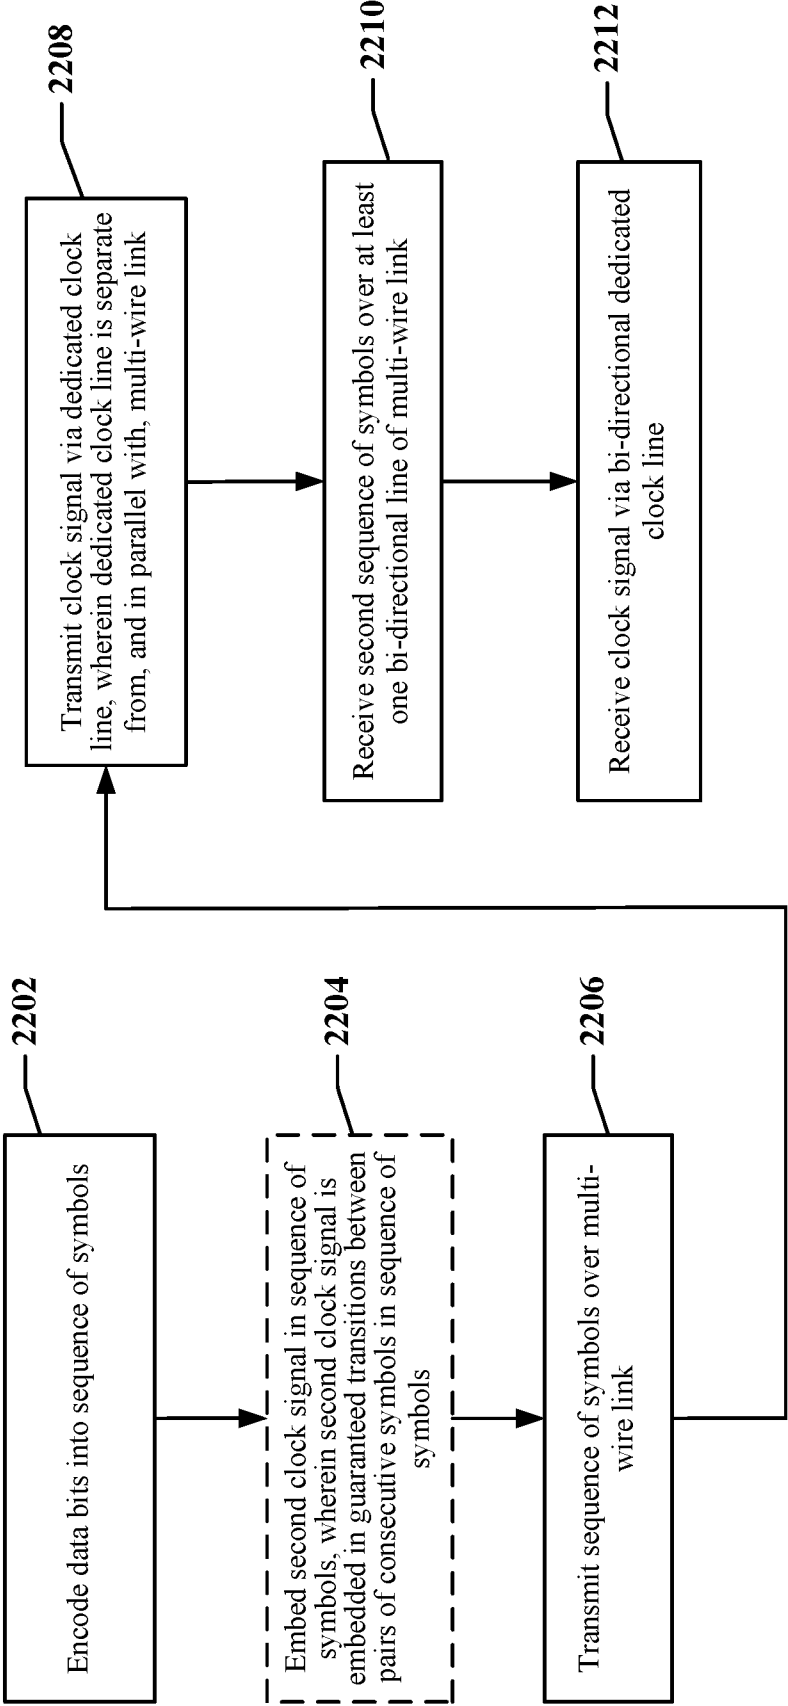 2202
Encode data bits into sequence of symbols
2204
Embed second clock signal in sequence of
symbols, wherein second clock signal is
embedded in guaranteed transitions between
pairs of consecutive symbols in sequence of
symbols
2206
Transmit sequence of symbols over multi-
wire link
2208
Transmit clock signal via dedicated clock
line, wherein dedicated clock line is separate
from, and in parallel with, multi-wire link
2210
Receive second sequence of symbols over at least
one bi-directional line of multi-wire link
2212
Receive clock signal via bi-directional dedicated
clock line